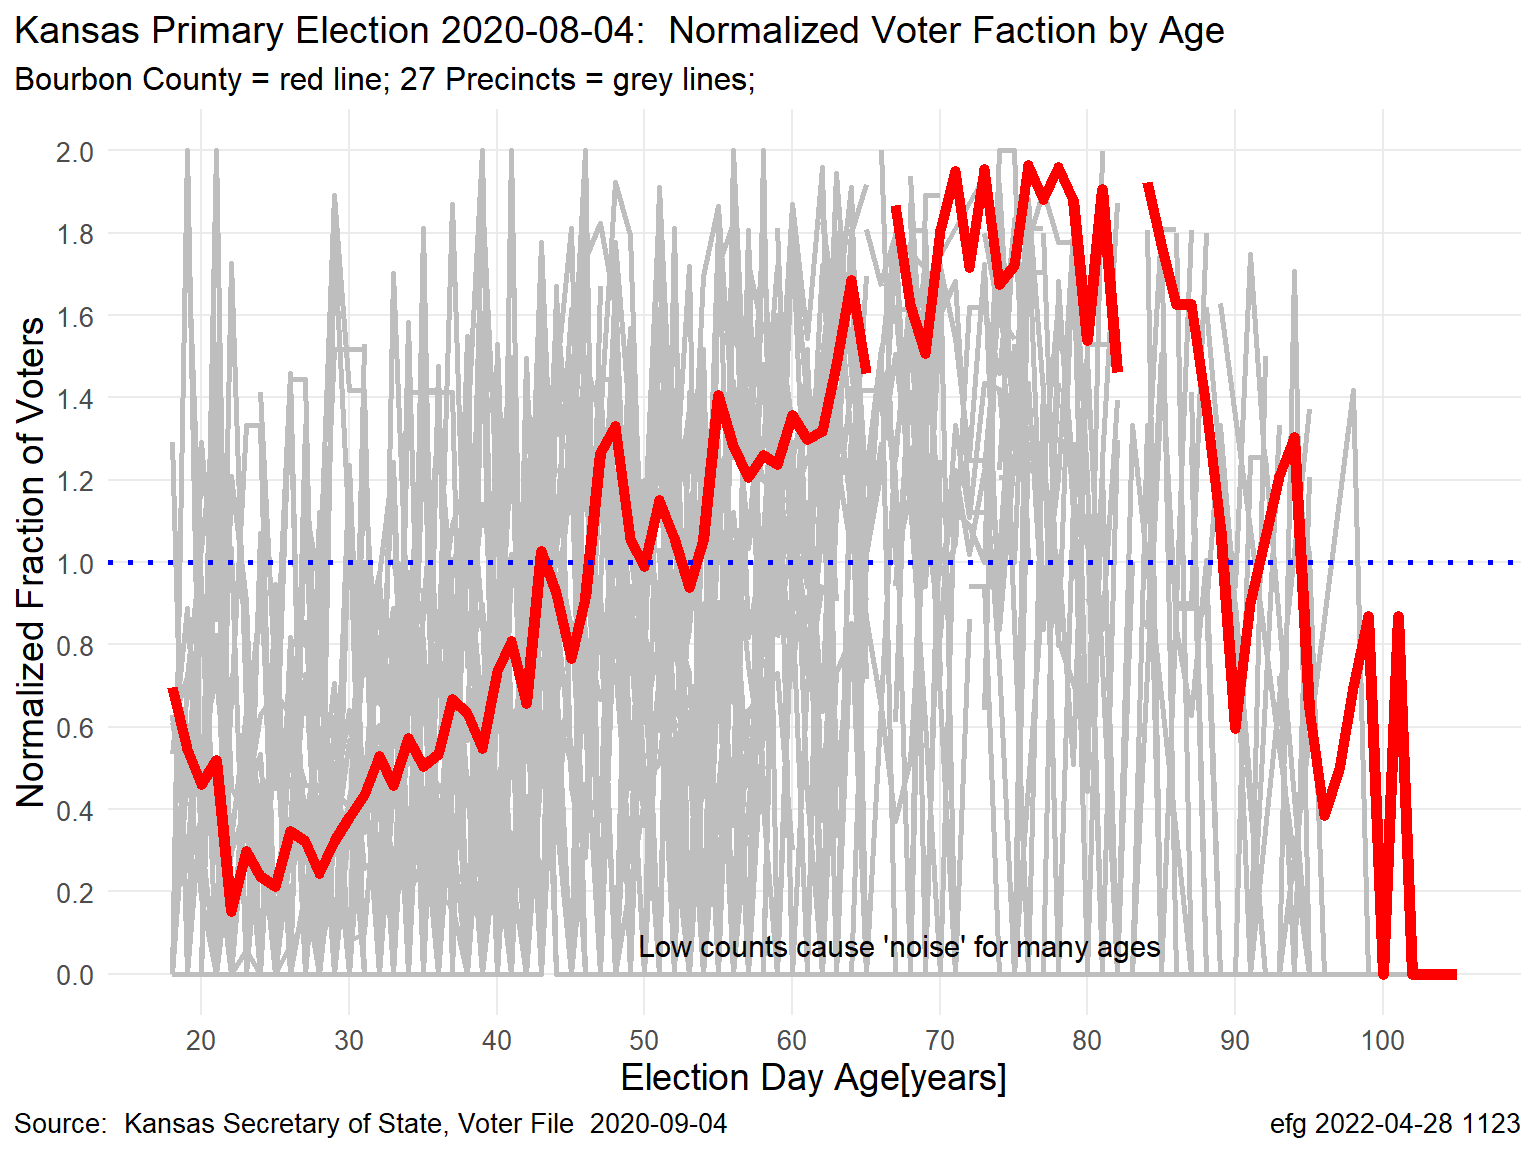 Kansas Primary Election 2020-08-04:  Normalized Voter Faction by Age
Bourbon County = red line; 27 Precincts = grey lines;
Normalized Fraction of Voters
2.0
1.8
1.6
1.4
1.2
1.0
0.8
0.6
0.4
0.2
0.0
Low counts cause 'noise' for many ages
20 30 40 50 60 70 80 90 100
Election Day Age[years]
Source:  Kansas Secretary of State, Voter File  2020-09-04
efg 2022-04-28 1123